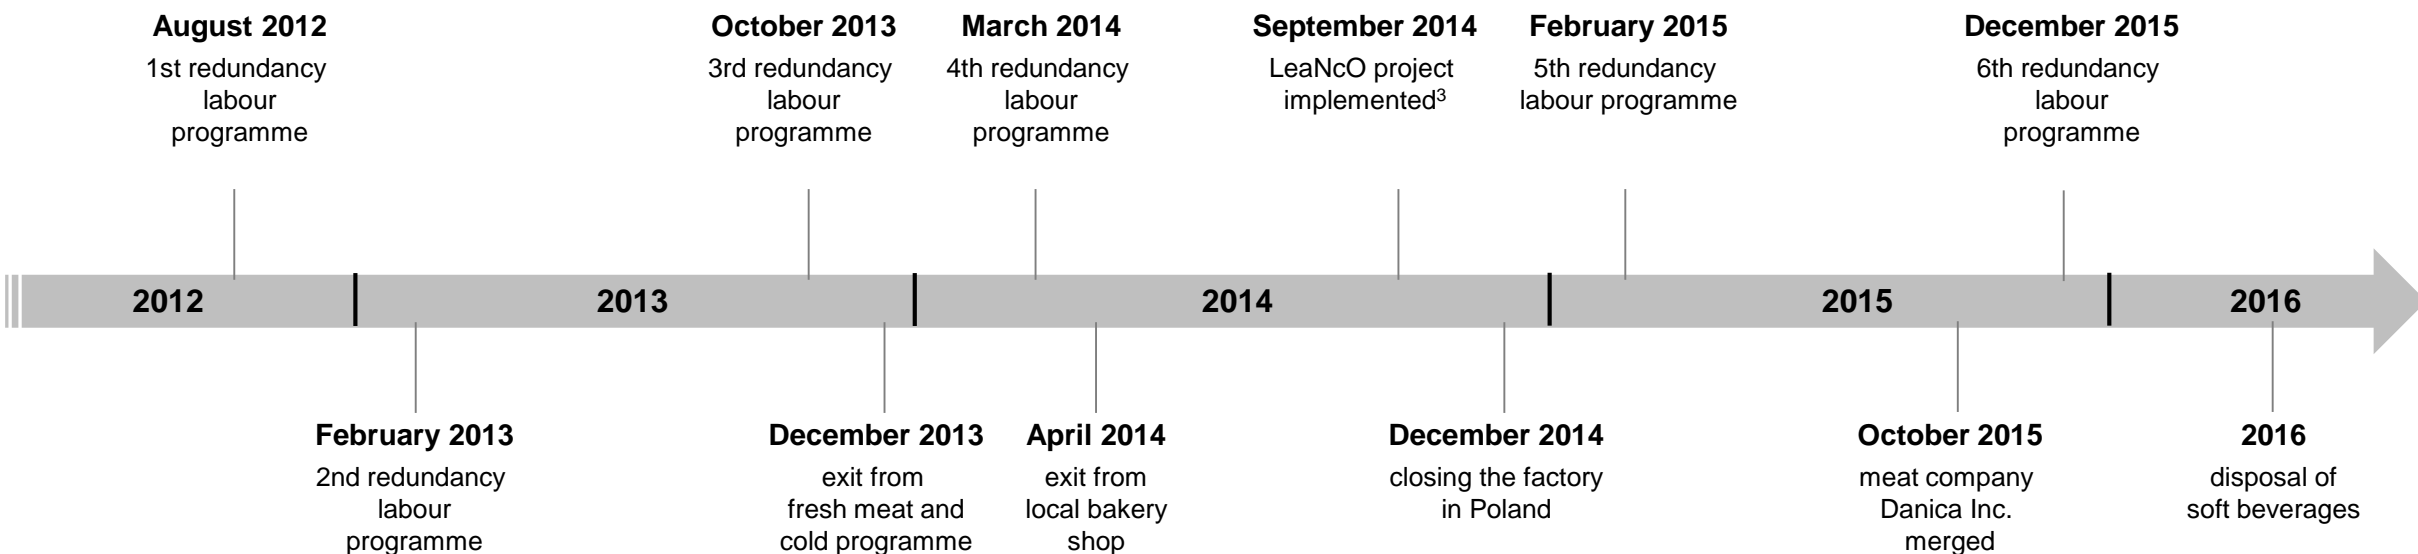 August 2012
1st redundancy
labour
programme
October 2013
3rd redundancy
labour
programme
March 2014
4th redundancy
labour
programme
September 2014
LeaNcO project
implemented3
February 2015
5th redundancy
labour programme
December 2015
6th redundancy
labour
programme
2012
2013
2014
2015
2016
February 2013
2nd redundancy
labour
programme
December 2013
exit from
fresh meat and
cold programme
April 2014
exit from
local bakery
shop
December 2014
closing the factory
in Poland
October 2015
meat company
Danica Inc.
merged
2016
disposal of
soft beverages